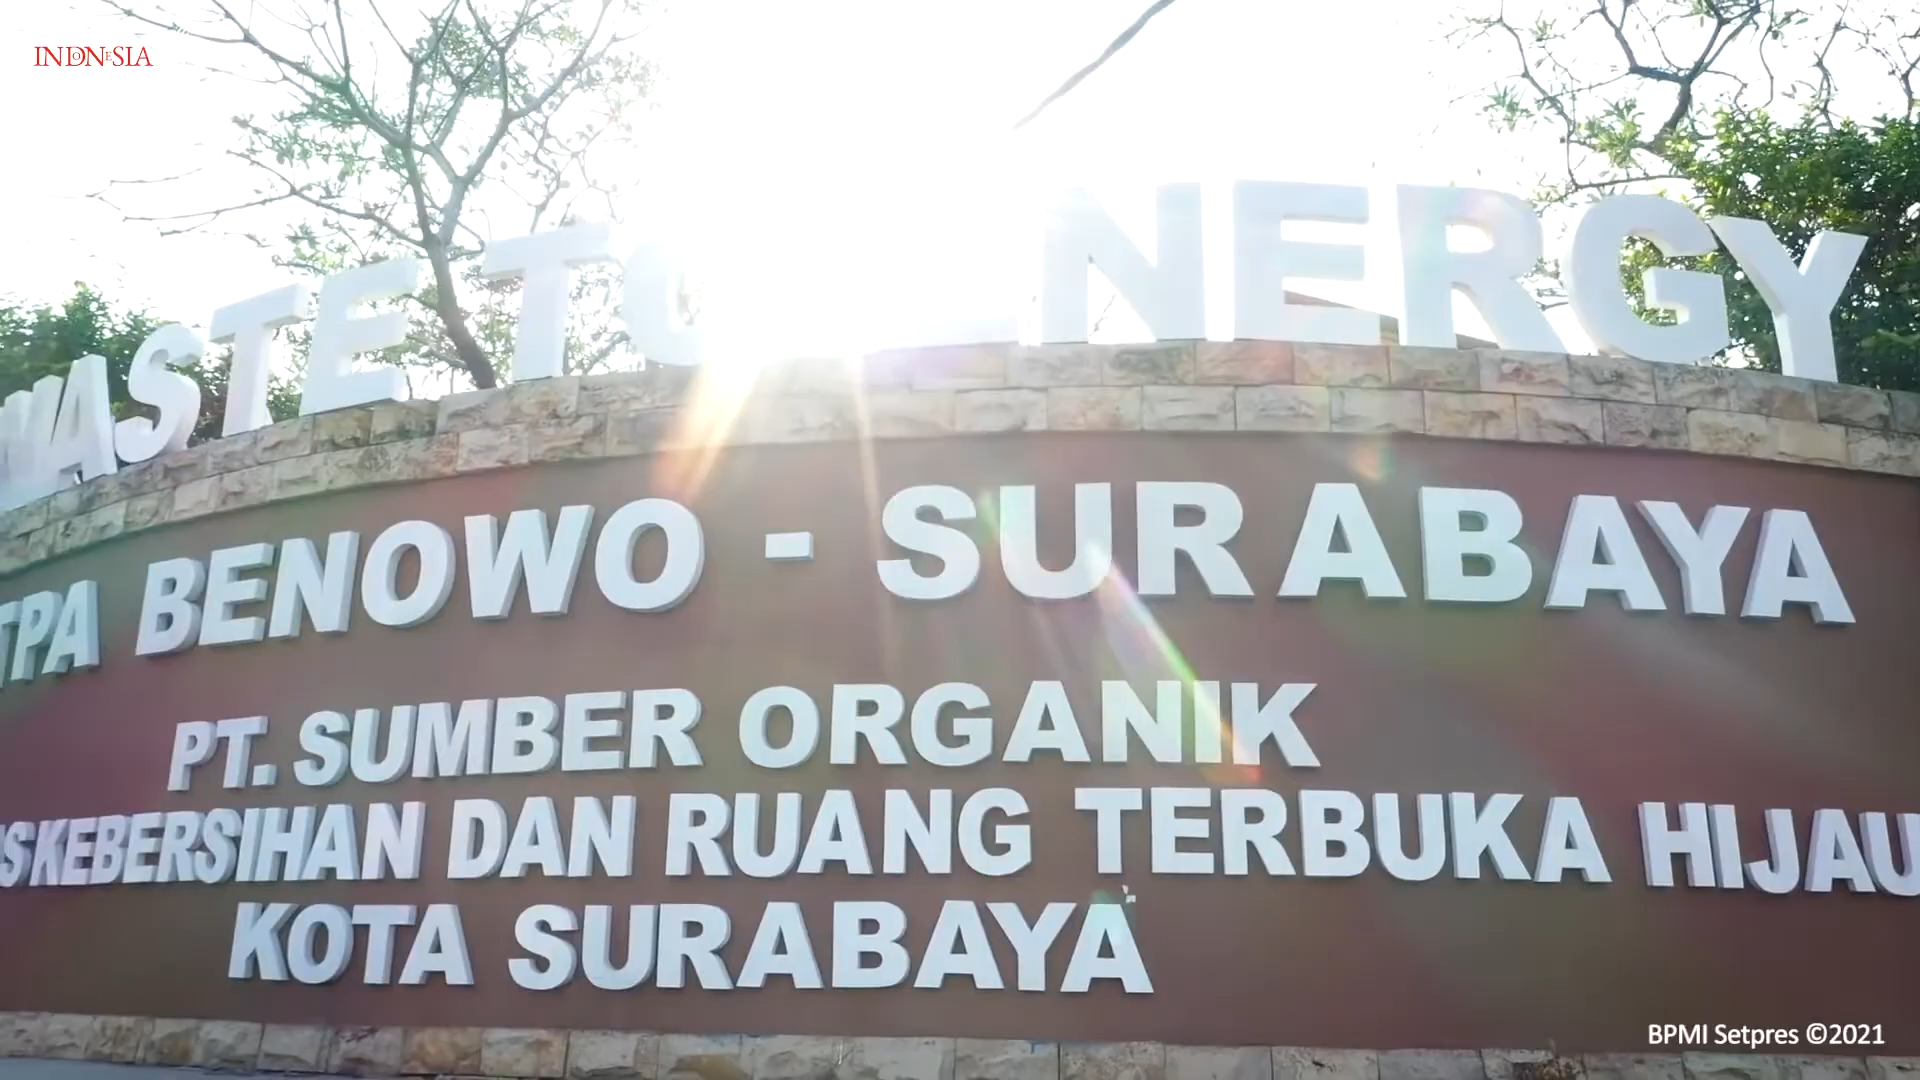 INDONESIA
WASTE TO ENERGY
TPA BENOWO - SURABAYA
PT. SUMBER ORGANIK
KEBERSIHAN DAN RUANG TERBUKA HIJAU
KOTA SURABAYA
BPMI Setpres ©2021